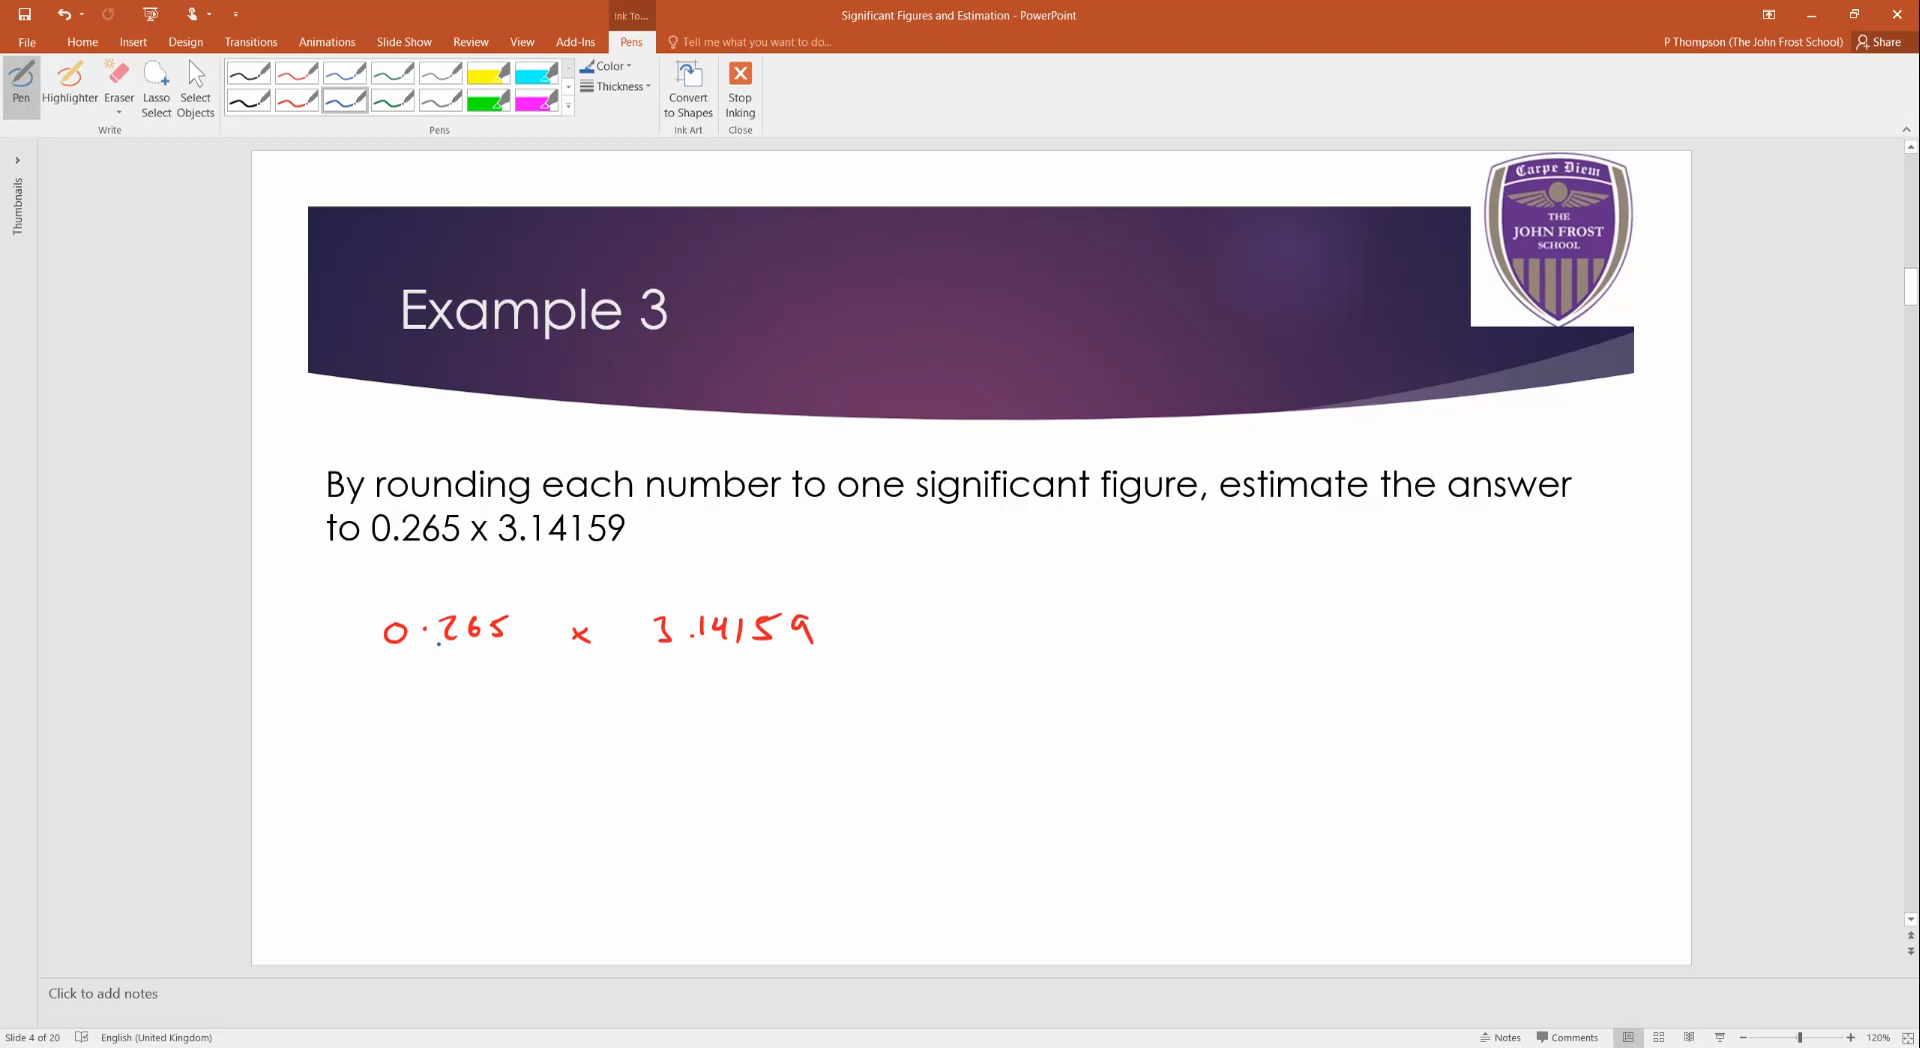 Significant Figures and Estimation - PowerPoint
Ink To...
File Home Insert Design Transitions Animations Slide Show Review View Add-Ins Pens Tell me what you want to do... P Thompson (The John Frost School) Share
Pen Highlighter Eraser Lasso Select Select Objects Color Thickness Convert to Shapes Stop Inking
Write Pens Ink Art Close
Thumbnails
Carpe Diem
THE
JOHN FROST
SCHOOL
Example 3
By rounding each number to one significant figure, estimate the answer
to 0.265 x 3.14159
0.265 x 3.14159
Click to add notes
Slide 4 of 20 English (United Kingdom) Notes Comments 120%